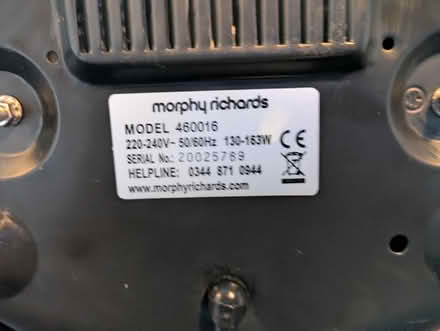 morphy richards
MODEL 460016
220-240V~ 50/60Hz 130-163W CE
SERIAL No.: 20025769
HELPLINE: 0344 871 0944
www.morphyrichards.com